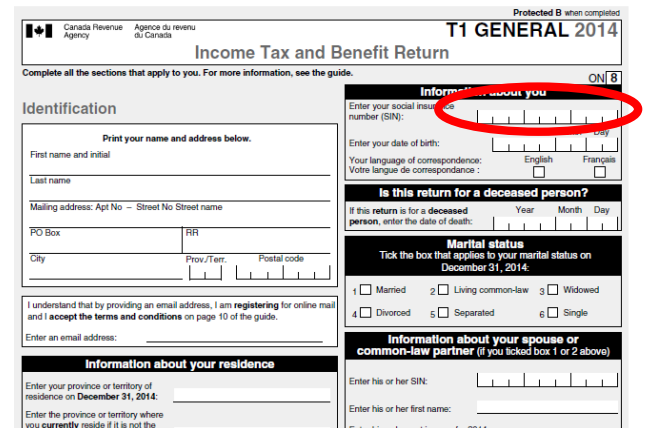 Protected B when completed
Canada Revenue Agence du revenu
Agency du Canada
T1 GENERAL 2014
Income Tax and Benefit Return
Complete all the sections that apply to you. For more information, see the guide.
ON 8
Identification
Print your name and address below.
First name and initial
Last name
Mailing address: Apt No – Street No Street name
PO Box RR
City Prov./Terr. Postal code
I understand that by providing an email address, I am registering for online mail
and I accept the terms and conditions on page 10 of the guide.
Enter an email address:
Information about your residence
Enter your province or territory of
residence on December 31, 2014:
Enter the province or territory where
you currently reside if it is not the
Information about you
Enter your social insurance
number (SIN):
Day
Enter your date of birth:
Your language of correspondence: English Français
Votre langue de correspondance :
Is this return for a deceased person?
If this return is for a deceased Year Month Day
person, enter the date of death:
Marital status
Tick the box that applies to your marital status on
December 31, 2014:
1 Married 2 Living common-law 3 Widowed
4 Divorced 5 Separated 6 Single
Information about your spouse or
common-law partner (if you ticked box 1 or 2 above)
Enter his or her SIN:
Enter his or her first name: